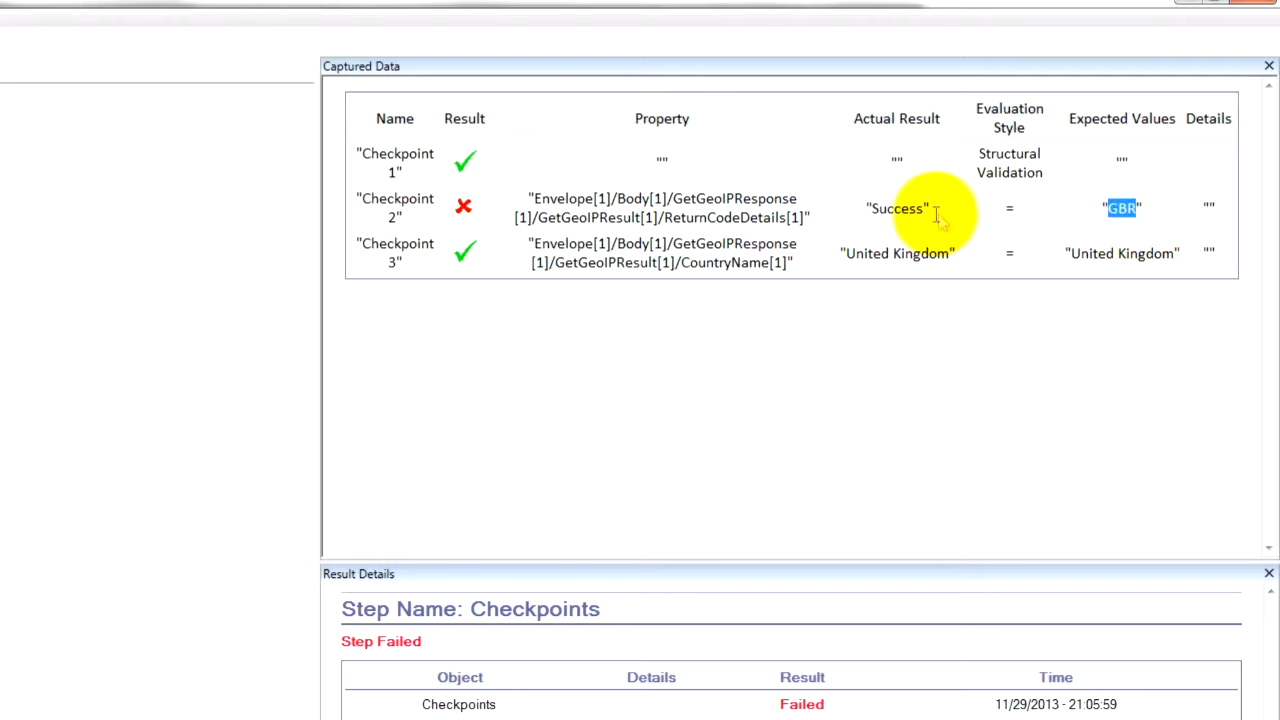 Captured Data
Name Result Property Actual Result Evaluation Style Expected Values Details
"Checkpoint 1" "" "" Structural Validation ""
"Checkpoint 2" "Envelope[1]/Body[1]/GetGeoIPResponse [1]/GetGeoIPResult[1]/ReturnCodeDetails[1]" "Success" = "GBR" ""
"Checkpoint 3" "Envelope[1]/Body[1]/GetGeoIPResponse [1]/GetGeoIPResult[1]/CountryName[1]" "United Kingdom" = "United Kingdom" ""
Result Details
Step Name: Checkpoints
Step Failed
Object Details Result Time
Checkpoints Failed 11/29/2013 - 21:05:59